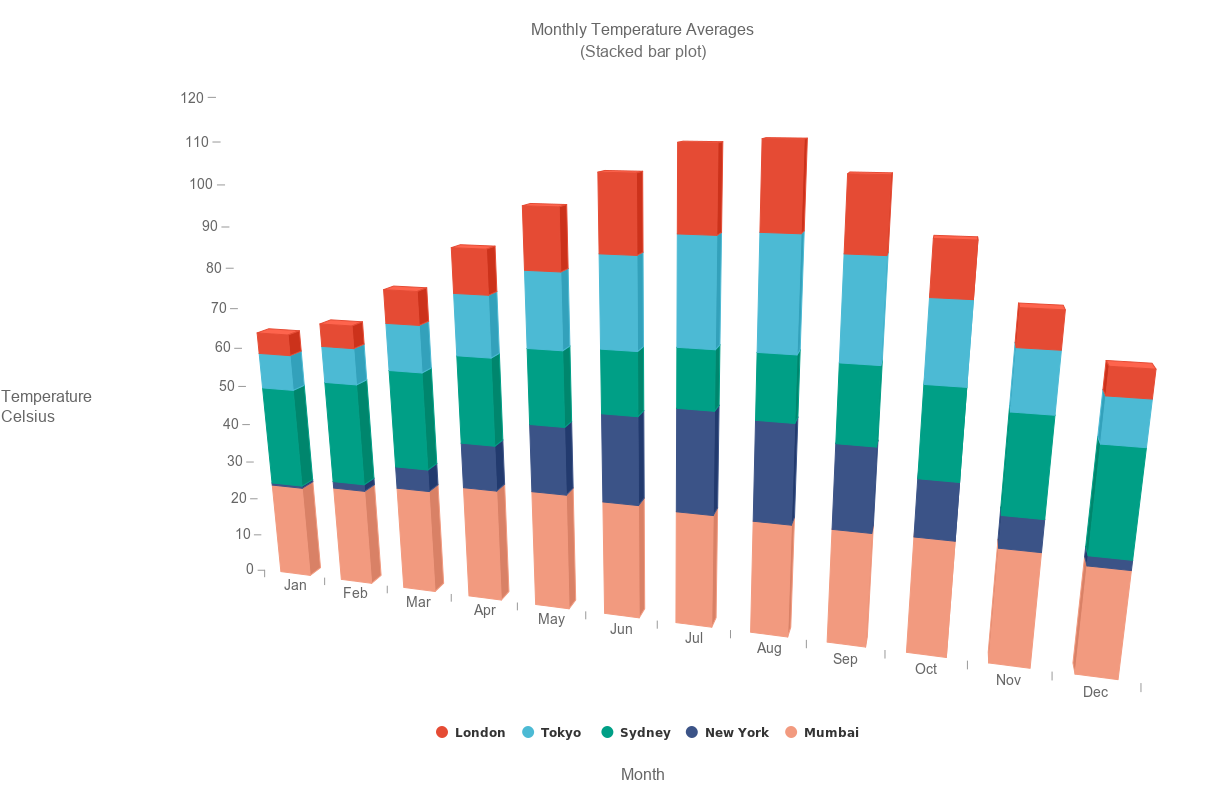 Monthly Temperature Averages
(Stacked bar plot)
120
110
100
90
80
70
60
50
40
30
20
10
0
Temperature
Celsius
Jan
Feb
Mar
Apr
May
Jun
Jul
Aug
Sep
Oct
Nov
Dec
London Tokyo Sydney New York Mumbai
Month